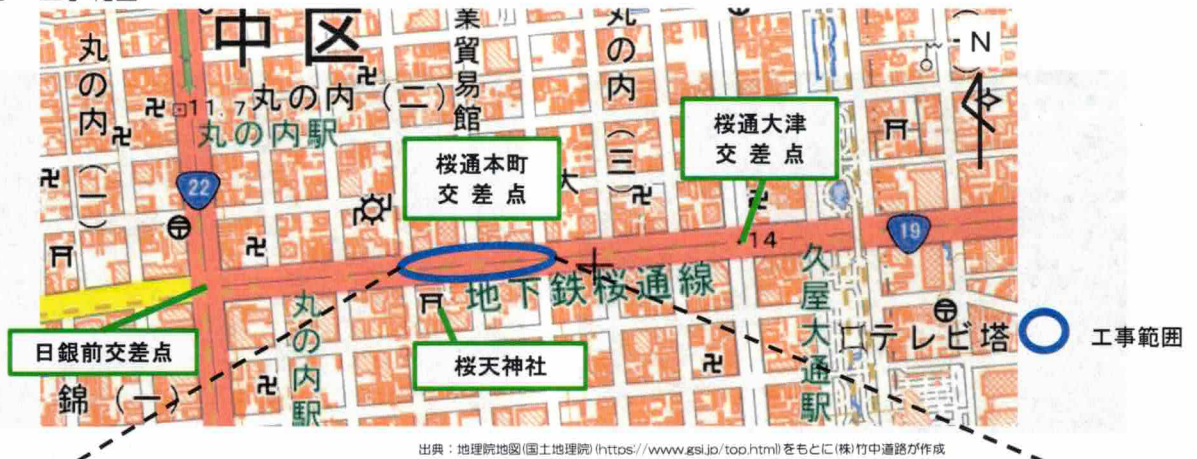 中区
丸の内(一)
11.7
丸の内(二)
丸の内駅
業貿易館
丸の内(三)
大
N
桜通大津
交差点
桜通本町
交差点
22
19
14
地下鉄桜通線
久屋大通駅
丸の内駅
日銀前交差点
桜天神社
テレビ塔
工事範囲
錦(一)
出典:地理院地図(国土地理院)(https://www.gsi.jp/top.html)をもとに(株)竹中道路が作成